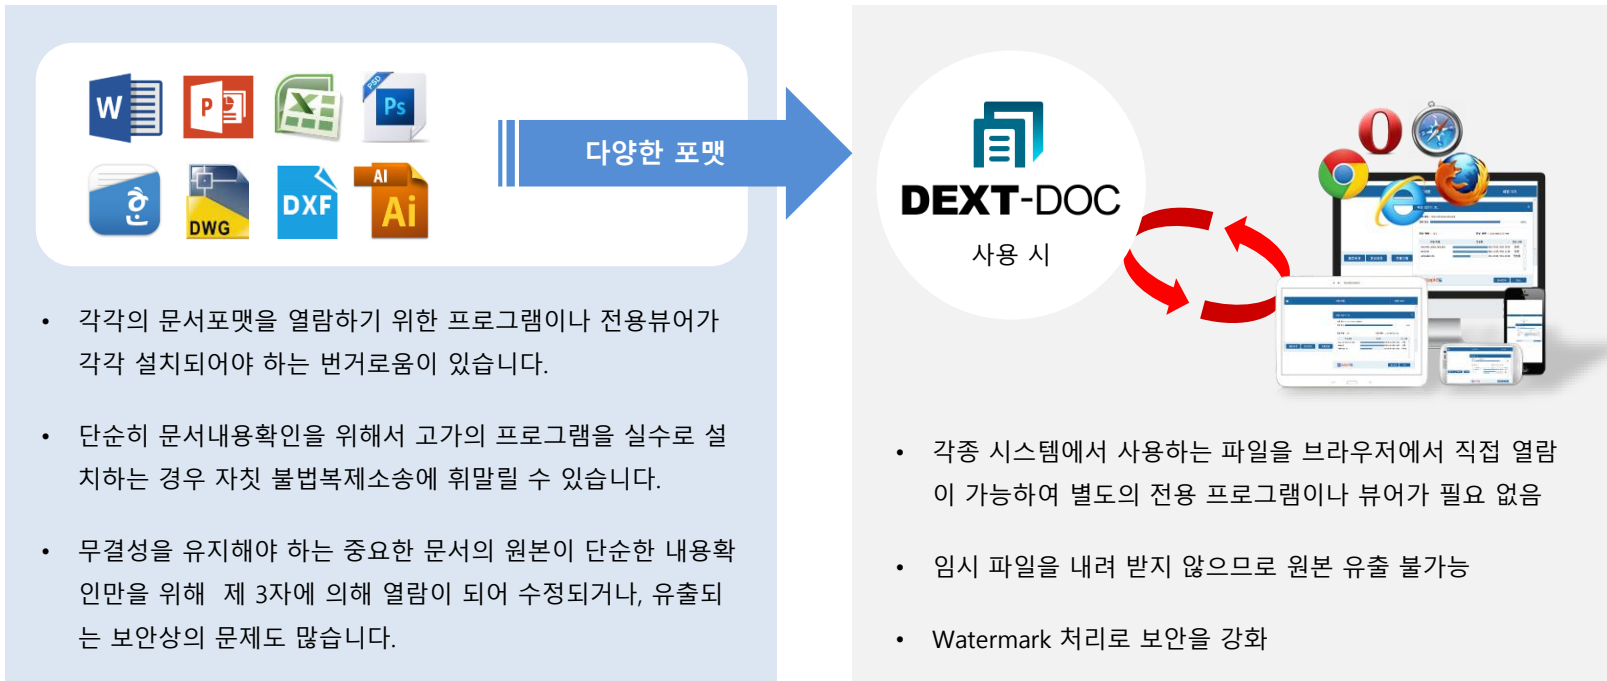 W
P
X
PSD
Ps
한
DWG
DXF
AI
Ai
다양한 포맷
각각의 문서포맷을 열람하기 위한 프로그램이나 전용뷰어가
각각 설치되어야 하는 번거로움이 있습니다.
단순히 문서내용확인을 위해서 고가의 프로그램을 실수로 설
치하는 경우 자칫 불법복제소송에 휘말릴 수 있습니다.
무결성을 유지해야 하는 중요한 문서의 원본이 단순한 내용확
인만을 위해 제 3자에 의해 열람이 되어 수정되거나, 유출되
는 보안상의 문제도 많습니다.
DEXT-DOC
사용 시
각종 시스템에서 사용하는 파일을 브라우저에서 직접 열람
이 가능하여 별도의 전용 프로그램이나 뷰어가 필요 없음
임시 파일을 내려 받지 않으므로 원본 유출 불가능
Watermark 처리로 보안을 강화